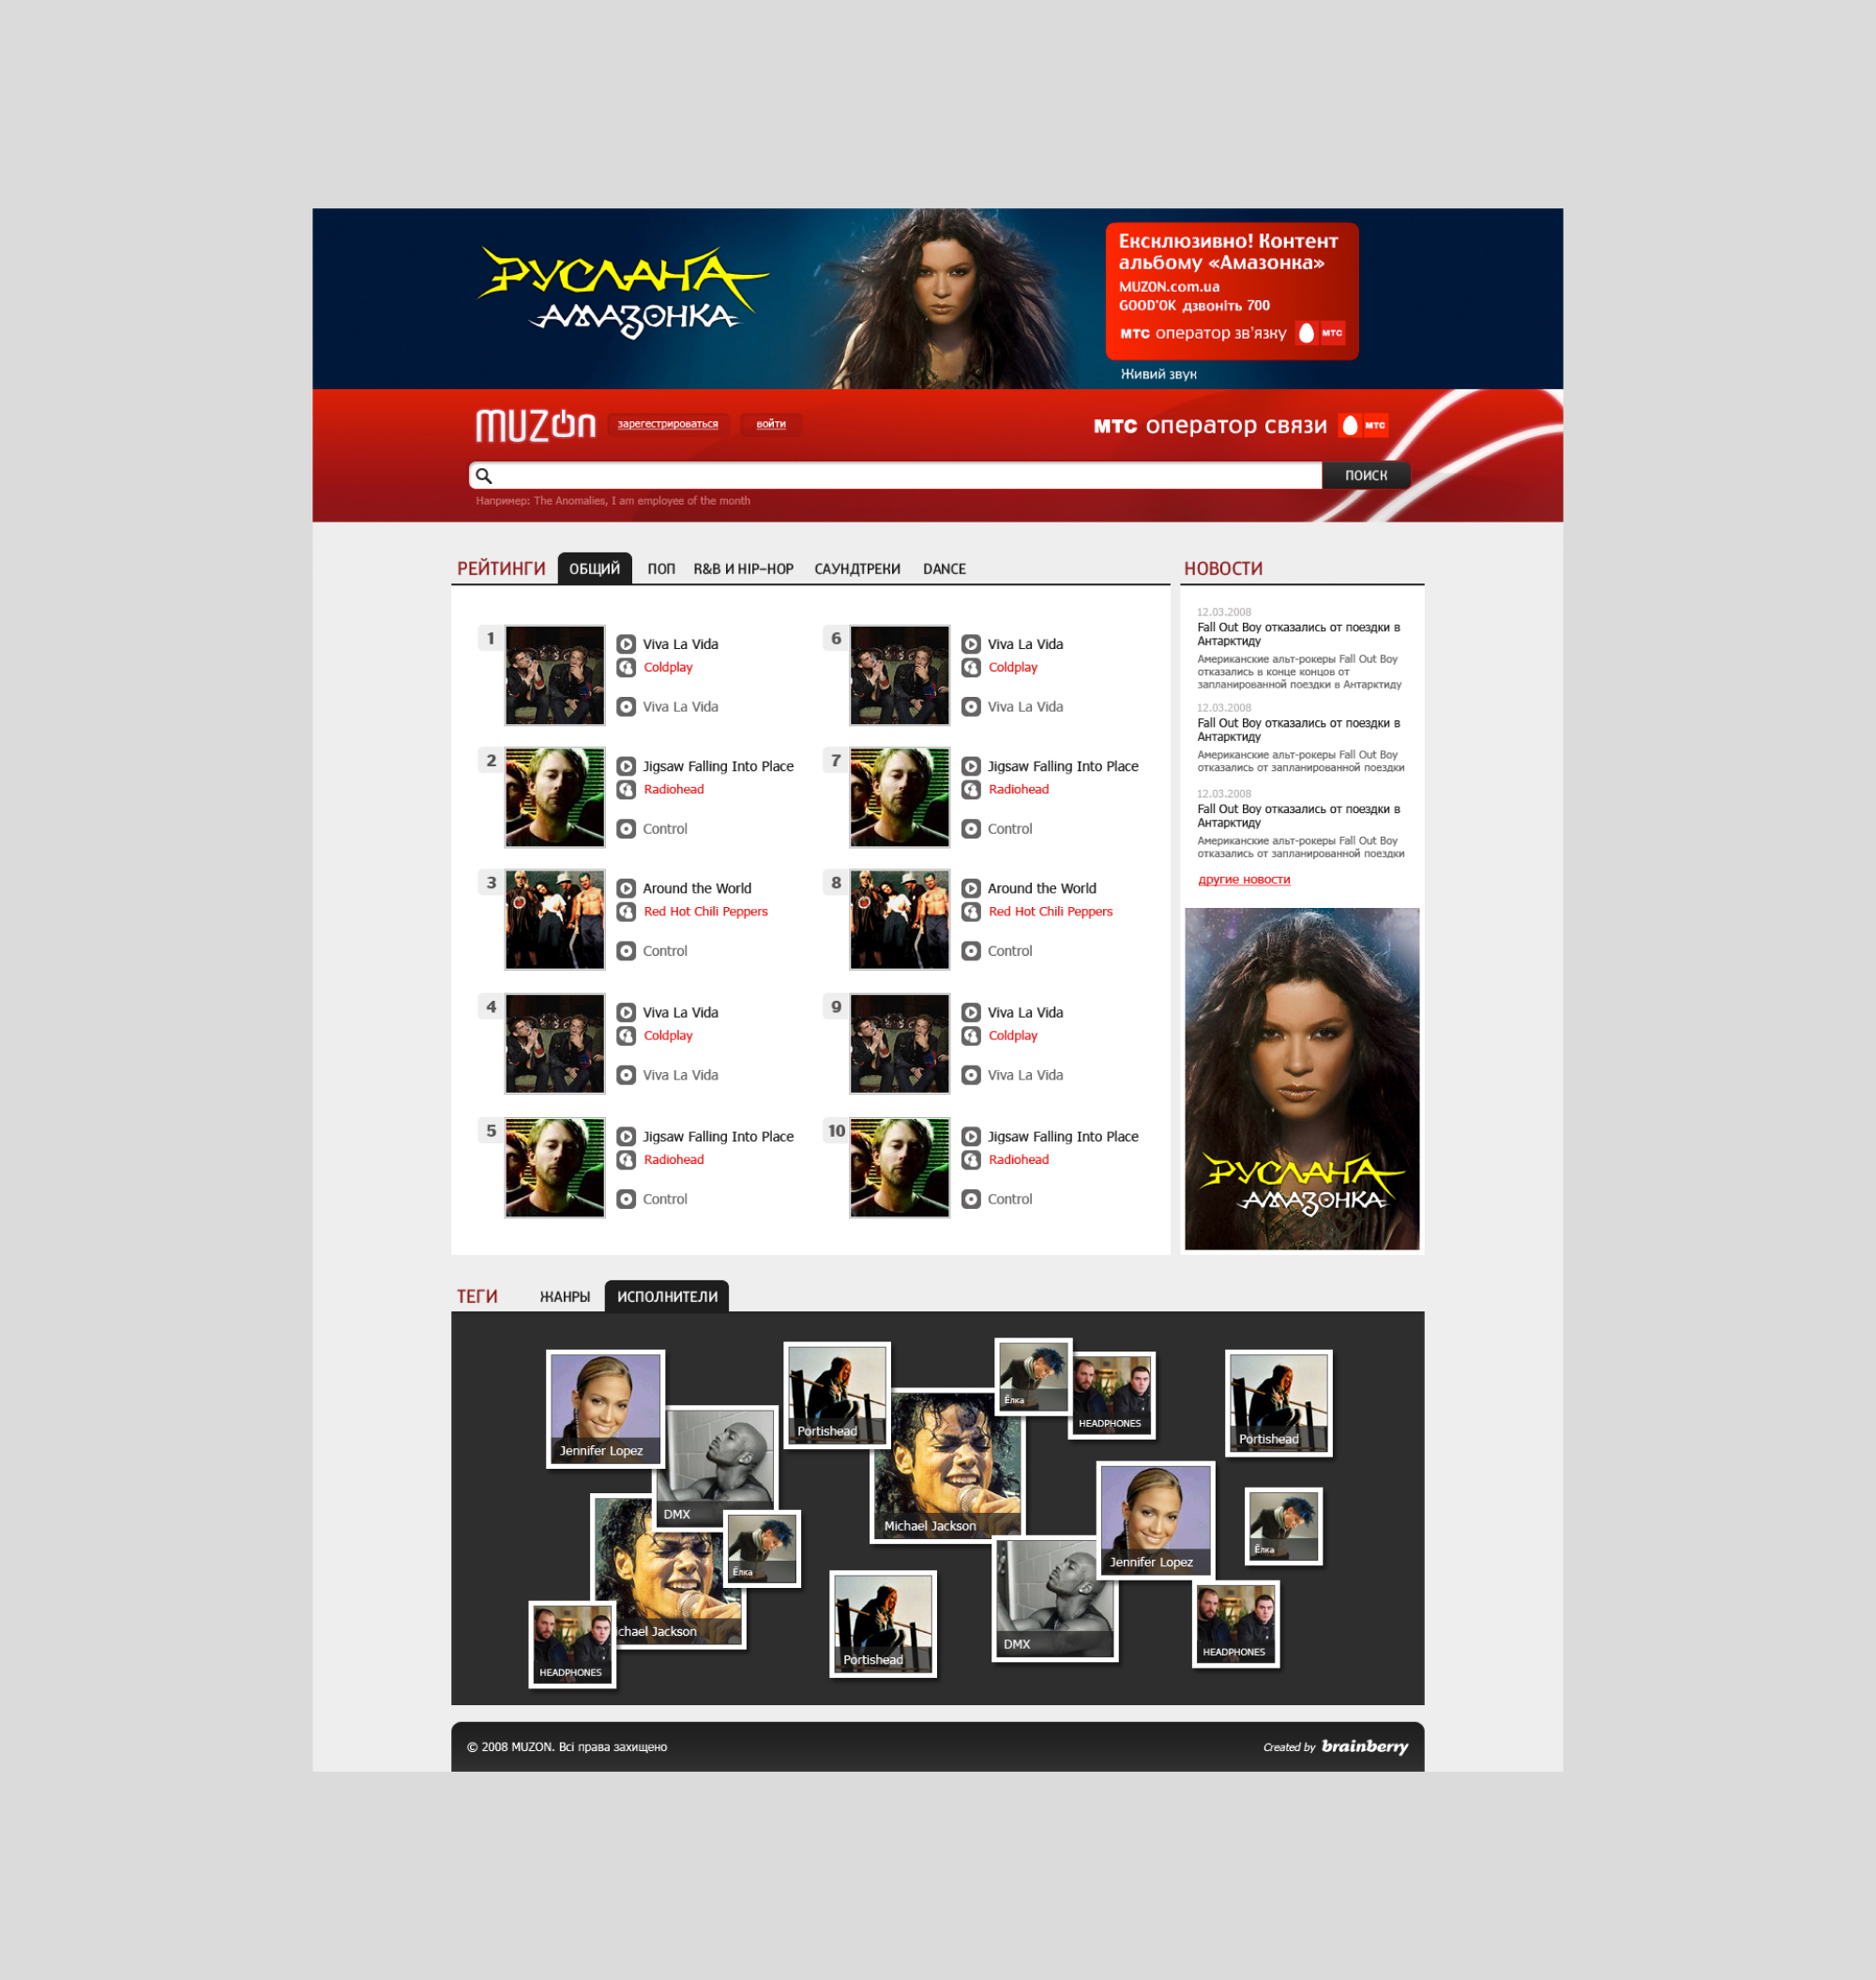 РУСЛАНА
АМАЗОНКА
Ексклюзивно! Контент
альбому «Амазонка»
MUZON.com.ua
GOOD'OK дзвоніть 700
МТС оператор зв'язку МТС
Живий звук
MUZON
зарегестрироваться войти
МТС оператор связи МТС
ПОИСК
Например: The Anomalies, I am employee of the month
РЕЙТИНГИ ОБЩИЙ ПОП R&B И HIP-HOP САУНДТРЕКИ DANCE
1
Viva La Vida
Coldplay
Viva La Vida
2
Jigsaw Falling Into Place
Radiohead
Control
3
Around the World
Red Hot Chili Peppers
Control
4
Viva La Vida
Coldplay
Viva La Vida
5
Jigsaw Falling Into Place
Radiohead
Control
6
Viva La Vida
Coldplay
Viva La Vida
7
Jigsaw Falling Into Place
Radiohead
Control
8
Around the World
Red Hot Chili Peppers
Control
9
Viva La Vida
Coldplay
Viva La Vida
10
Jigsaw Falling Into Place
Radiohead
Control
НОВОСТИ
12.03.2008
Fall Out Boy отказались от поездки в
Антарктиду
Американские альт-рокеры Fall Out Boy
отказались в конце концов от
запланированной поездки в Антарктиду
12.03.2008
Fall Out Boy отказались от поездки в
Антарктиду
Американские альт-рокеры Fall Out Boy
отказались от запланированной поездки
12.03.2008
Fall Out Boy отказались от поездки в
Антарктиду
Американские альт-рокеры Fall Out Boy
отказались от запланированной поездки
другие новости
РУСЛАНА
АМАЗОНКА
ТЕГИ ЖАНРЫ ИСПОЛНИТЕЛИ
Jennifer Lopez
DMX
Ёлка
chael Jackson
HEADPHONES
Portishead
Michael Jackson
Portishead
Ёлка
HEADPHONES
Jennifer Lopez
DMX
Portishead
Ёлка
HEADPHONES
© 2008 MUZON. Всі права захищено
Created by brainberry